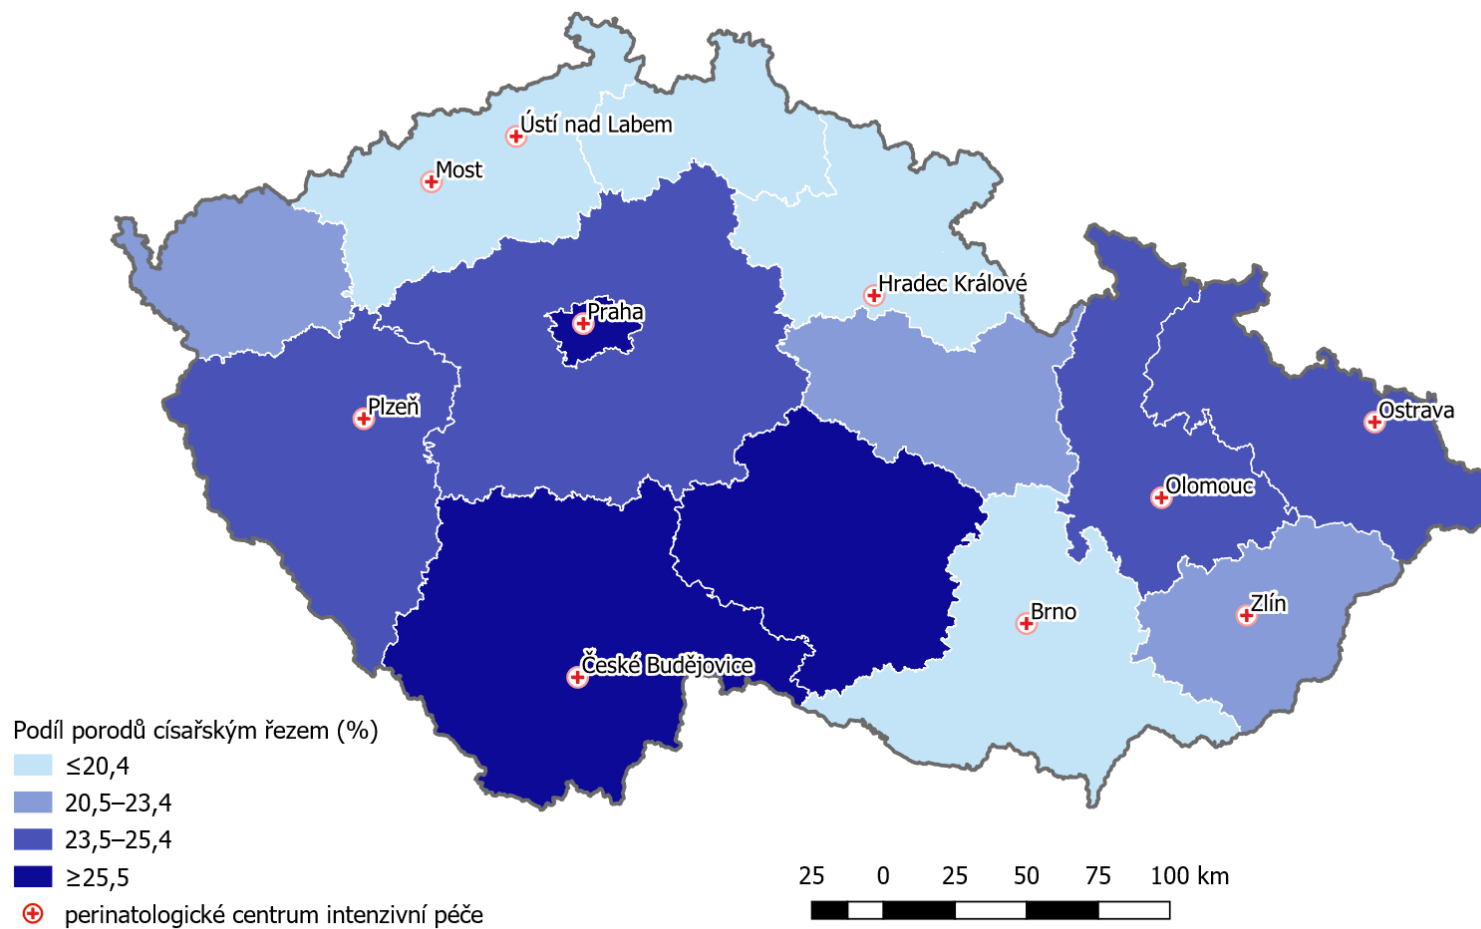 Ústí nad Labem
Most
Hradec Králové
Praha
Plzeň
Ostrava
Olomouc
Zlín
Brno
České Budějovice
Podíl porodů císařským řezem (%)
≤20,4
20,5–23,4
23,5–25,4
≥25,5
perinatologické centrum intenzivní péče
25 0 25 50 75 100 km